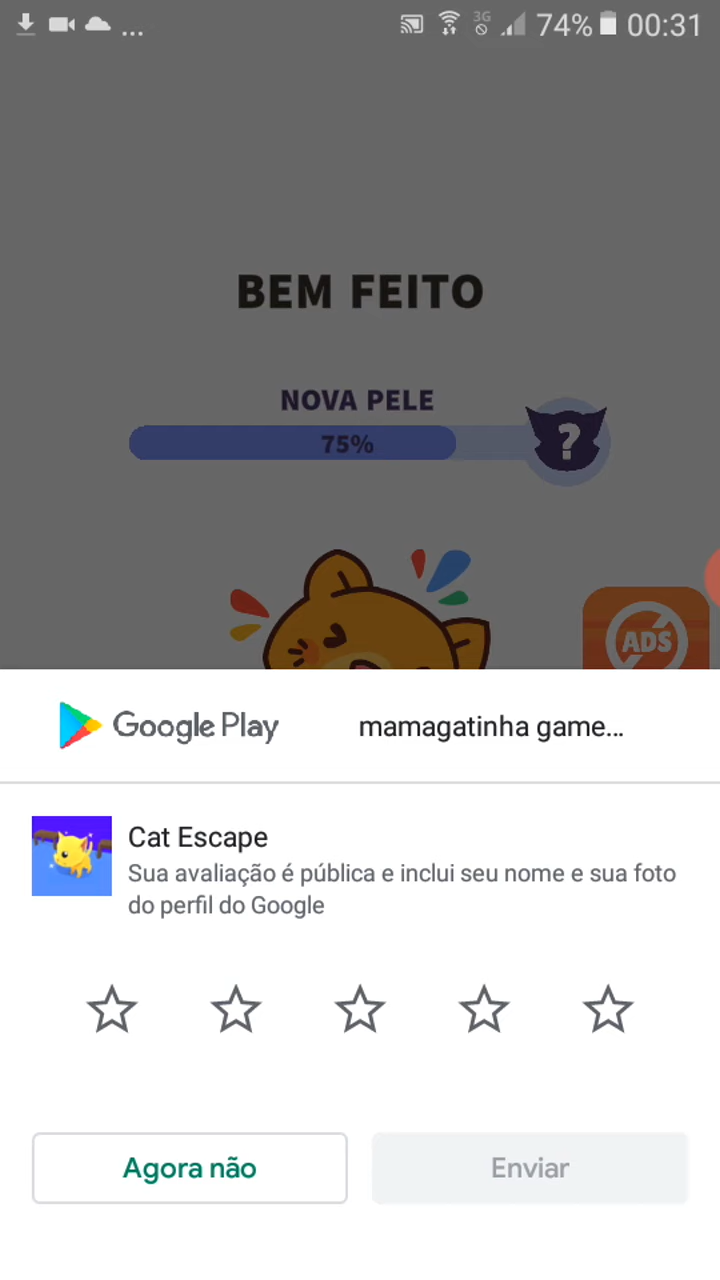 ... 3G 74% 00:31
BEM FEITO
NOVA PELE
75%
?
ADS
Google Play mamagatinha game...
Cat Escape
Sua avaliação é pública e inclui seu nome e sua foto
do perfil do Google
Agora não Enviar